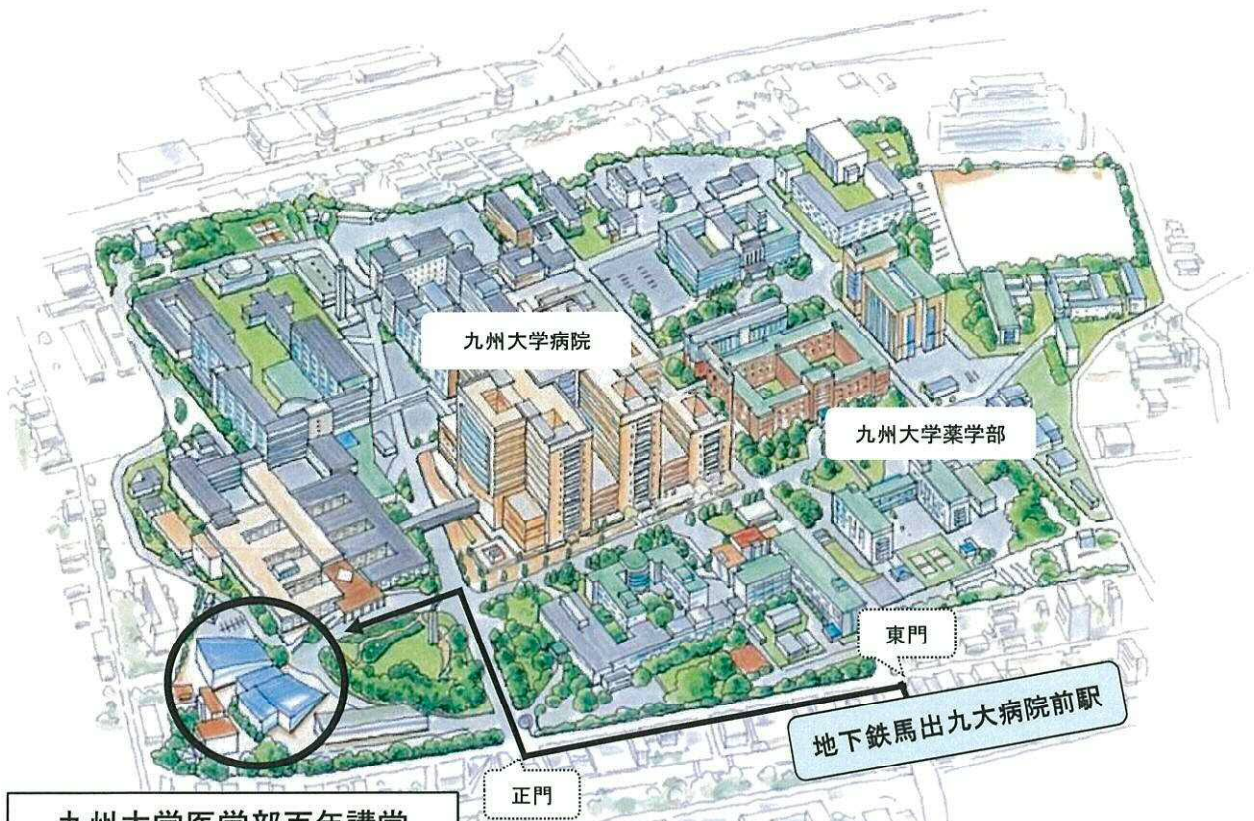 九州大学病院
九州大学薬学部
東門
地下鉄馬出九大病院前駅
正門
九州大学医学部百年講堂